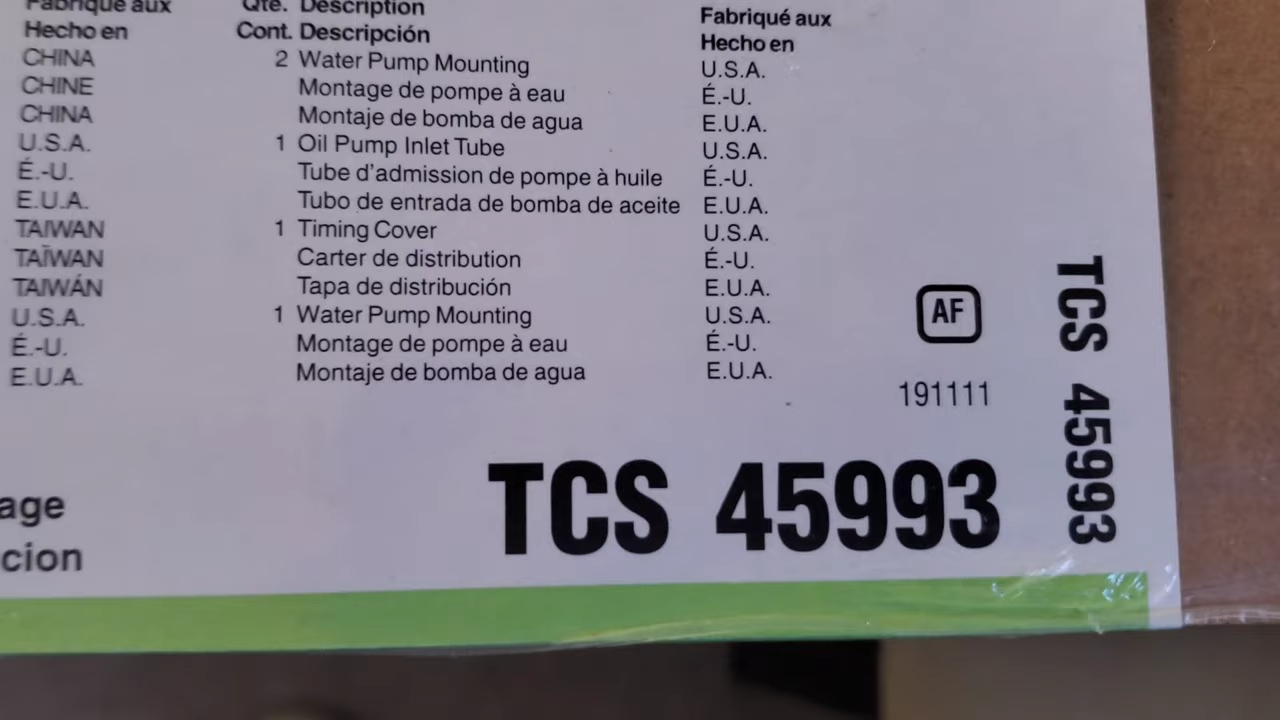 Fabriqué aux
Hecho en
CHINA
CHINE
CHINA
U.S.A.
É.-U.
E.U.A.
TAIWAN
TAÏWAN
TAIWÁN
U.S.A.
É.-U.
E.U.A.
Qté. Description
Cont. Descripción
2 Water Pump Mounting
Montage de pompe à eau
Montaje de bomba de agua
1 Oil Pump Inlet Tube
Tube d'admission de pompe à huile
Tubo de entrada de bomba de aceite
1 Timing Cover
Carter de distribution
Tapa de distribución
1 Water Pump Mounting
Montage de pompe à eau
Montaje de bomba de agua
Fabriqué aux
Hecho en
U.S.A.
É.-U.
E.U.A.
U.S.A.
É.-U.
E.U.A.
U.S.A.
É.-U.
E.U.A.
U.S.A.
É.-U.
E.U.A.
AF
191111
TCS 45993
TCS 45993
age
cion